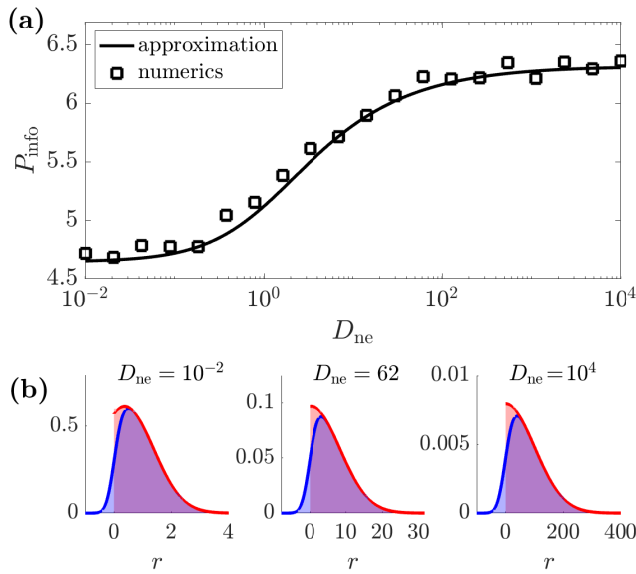 (a)
6.5
6
5.5
5
4.5
P_info
approximation
numerics
10^-2 10^0 10^2 10^4
D_ne
(b)
D_ne = 10^-2 D_ne = 62 D_ne = 10^4
0.5
0
0.1
0.05
0
0.01
0.005
0
0 2 4
0 10 20 30
0 200 400
r r r